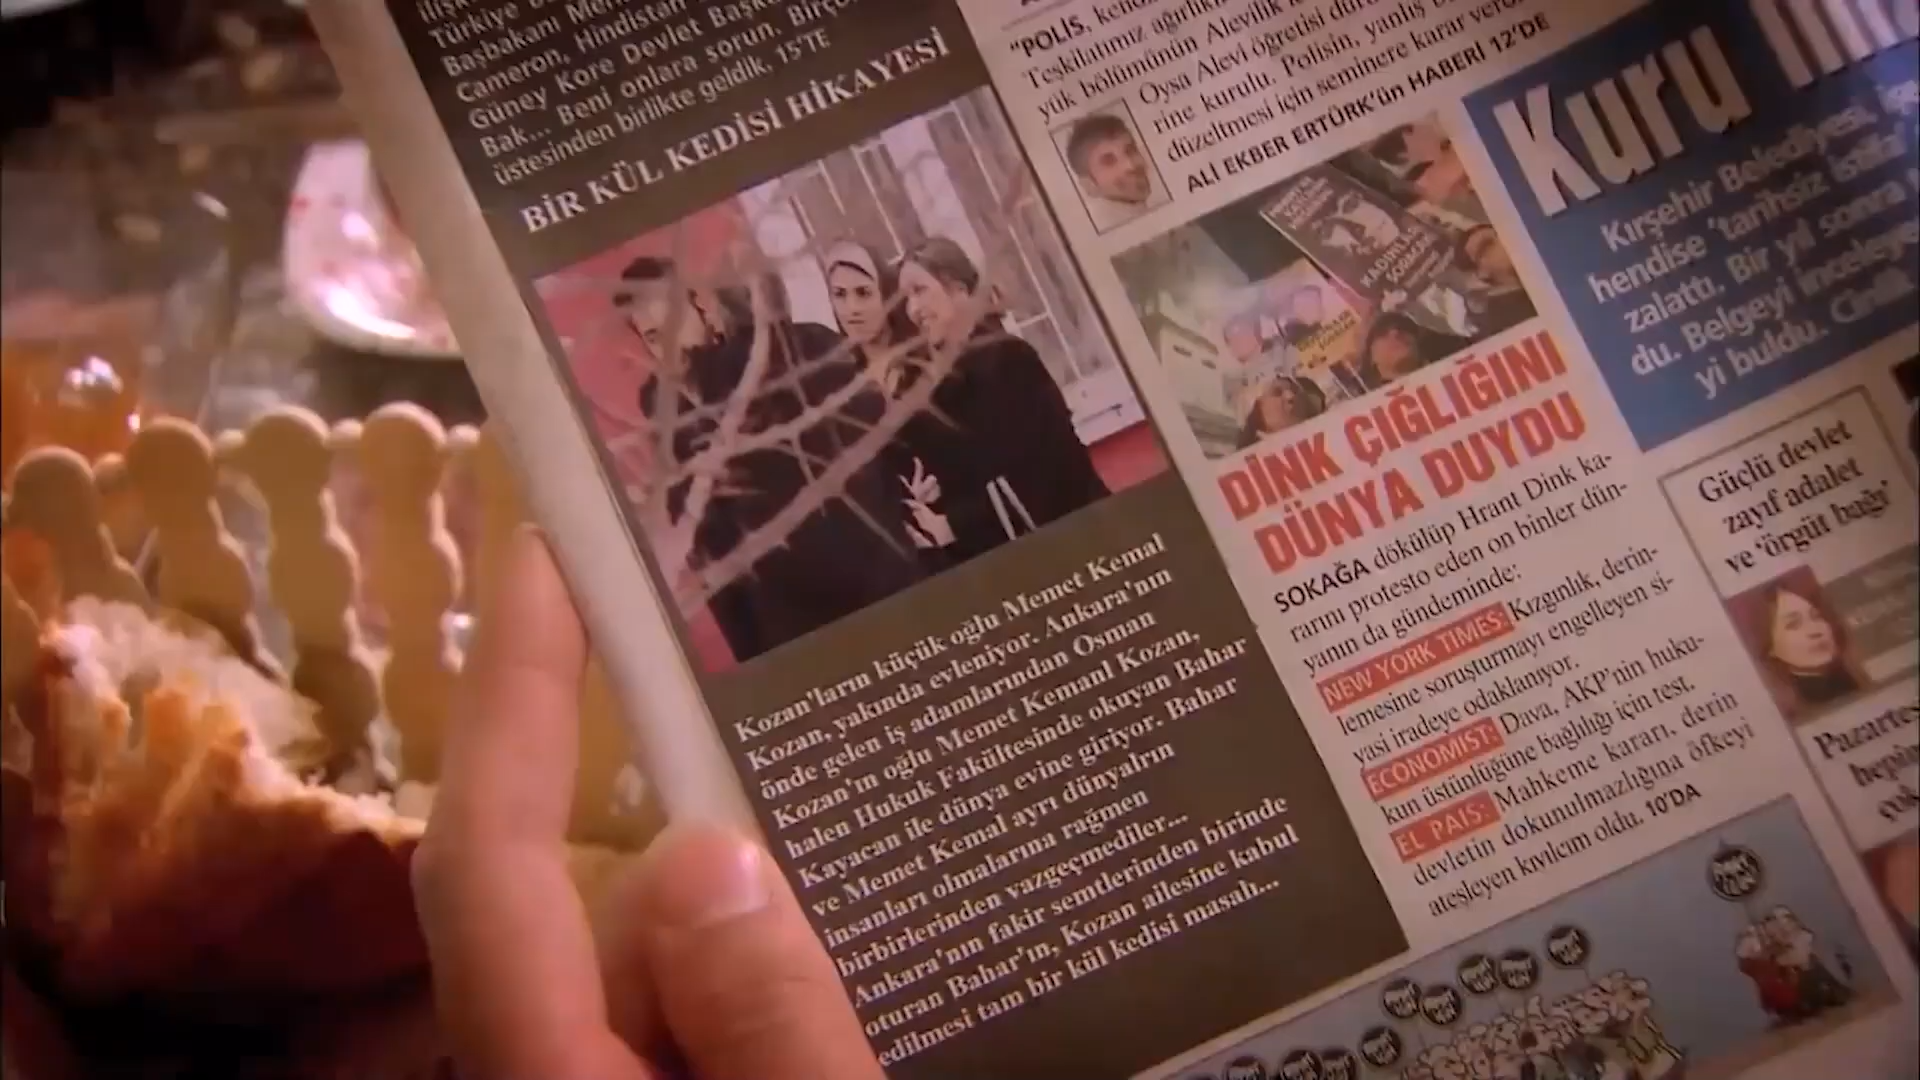 Türkiye
Başbakanı
Cameron, Hindistan
Güney Kore Devlet
Bak... Beni onlara sorun.
üstesinden birlikte geldik. 15'TE
BİR KÜL KEDİSİ HİKAYESİ
Kozan'ların küçük oğlu Memet Kemal
Kozan, yakında evleniyor. Ankara'nın
önde gelen iş adamlarından Osman
Kozan'ın oğlu Memet Kemanl Kozan,
halen Hukuk Fakültesinde okuyan Bahar
Kayacan ile dünya evine giriyor. Bahar
ve Memet Kemal ayrı dünyalrın
insanları olmalarına rağmen
birbirlerinden vazgeçmediler...
Ankara'nın fakir semtlerinden birinde
oturan Bahar'ın, Kozan ailesine kabul
edilmesi tam bir kül kedisi masalı...
"POLİS,
Teşkilatımız
yük bölümünün Alevilik
Oysa Alevi öğretisi
rine kurulu. Polisin, yanlış
düzeltmesi için seminere karar
ALİ EKBER ERTÜRK'ün HABERİ 12'DE
DİNK ÇIĞLIĞINI
DÜNYA DUYDU
SOKAĞA dökülüp Hrant Dink ka-
rarını protesto eden on binler dün-
yanın da gündeminde:
NEW YORK TIMES: Kızgınlık, derin-
lemesine soruşturmayı engelleyen si-
yasi iradeye odaklanıyor.
ECONOMIST: Dava, AKP'nin huku-
kun üstünlüğüne bağlılığı için test.
EL PAIS: Mahkeme kararı, derin
devletin dokunulmazlığına öfkeyi
ateşleyen kıvılcım oldu. 10'DA
Kuru
Kırşehir Belediyesi,
hendise 'tarihsiz istifa'
zalattı. Bir yıl sonra
du. Belgeyi inceleyen
yi buldu.
Güçlü devlet
zayıf adalet
ve 'örgüt bağı'